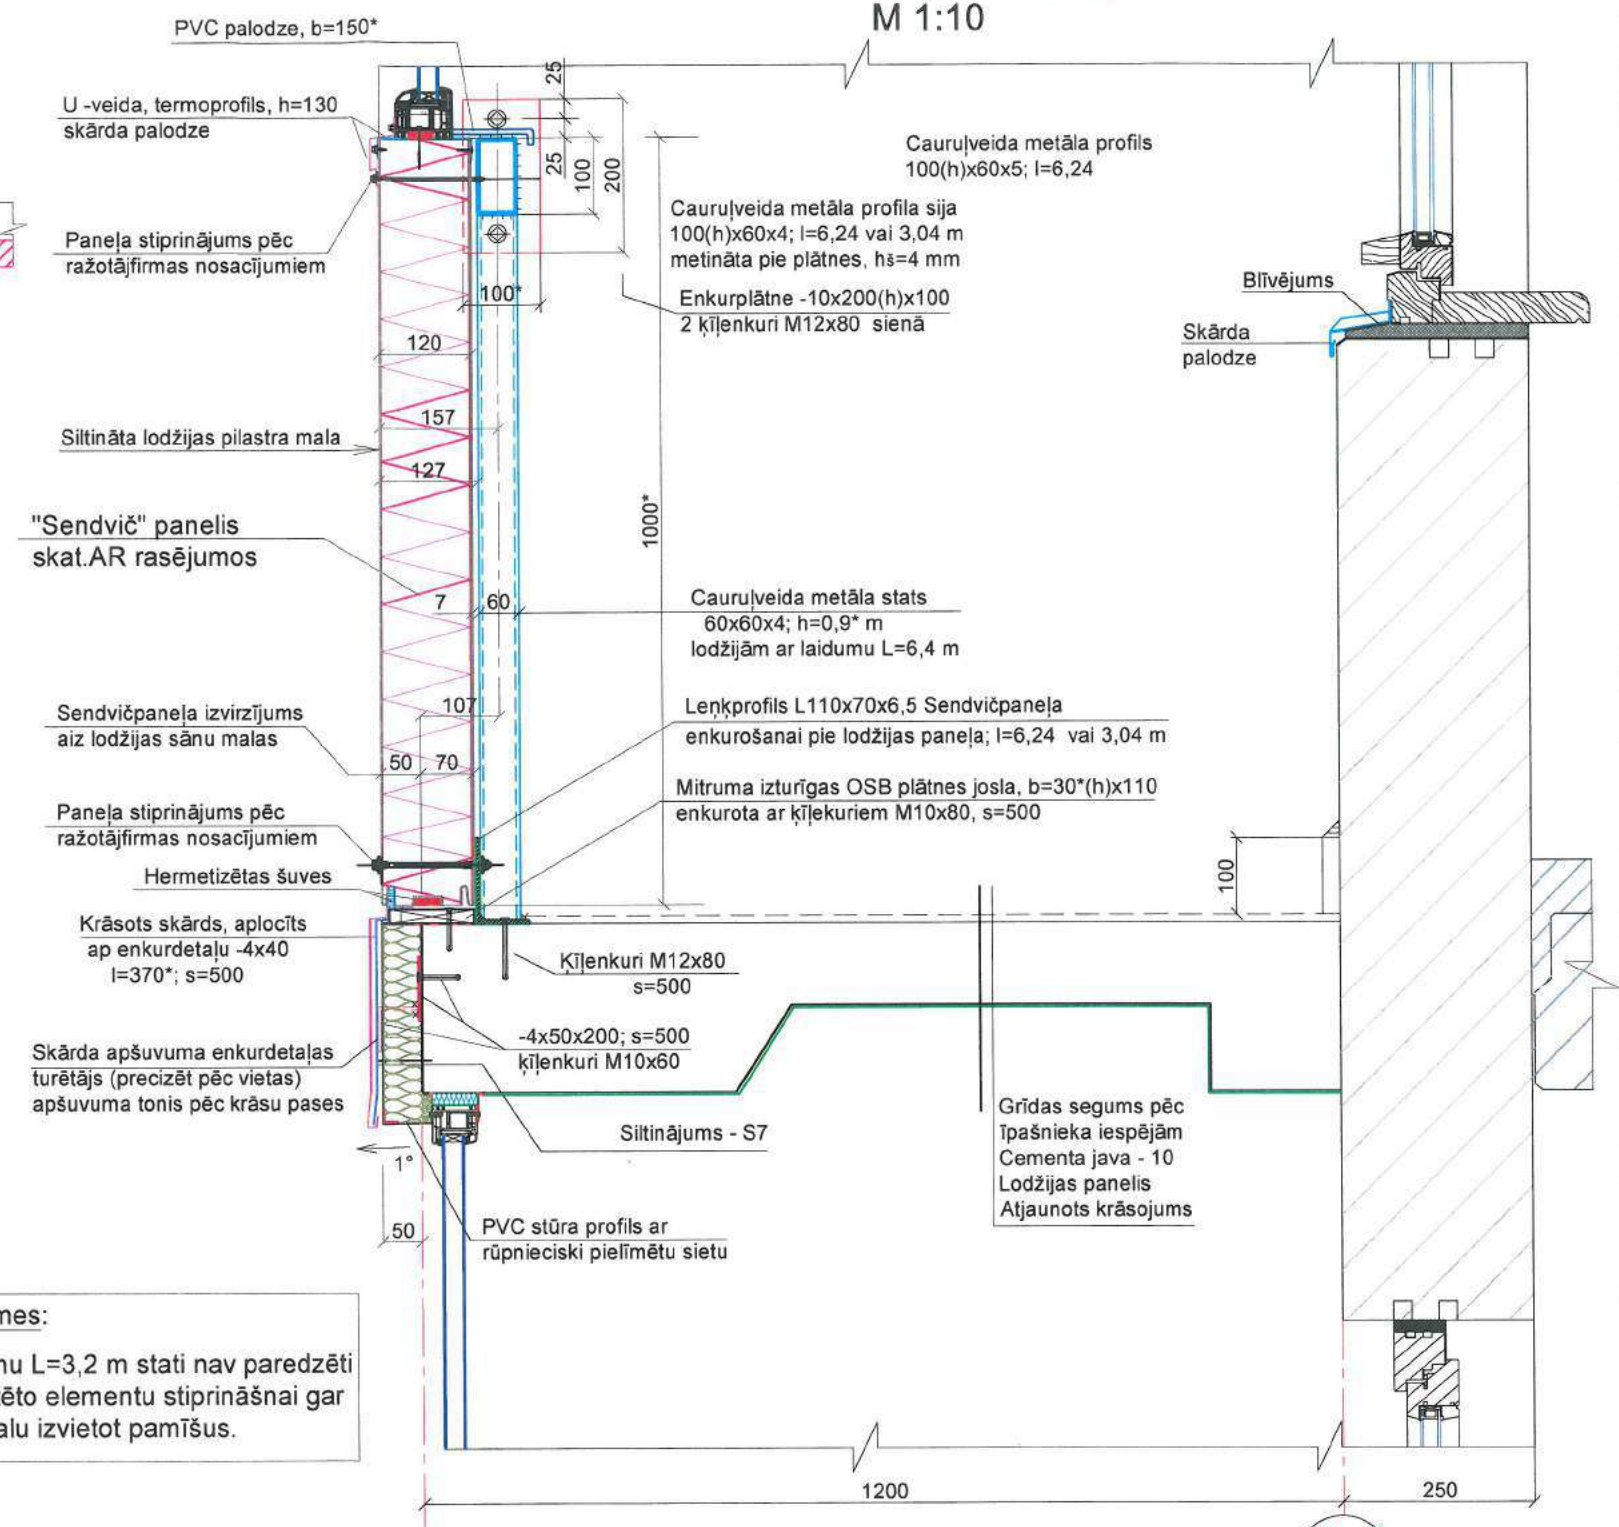 M 1:10
PVC palodze, b=150*
U -veida, termoprofils, h=130
skārda palodze
Paneļa stiprinājums pēc
ražotājfirmas nosacījumiem
25
25
100
200
100*
Cauruļveida metāla profils
100(h)x60x5; l=6,24
Cauruļveida metāla profila sija
100(h)x60x4; l=6,24 vai 3,04 m
metināta pie plātnes, hš=4 mm
Enkurplātne -10x200(h)x100
2 ķīļenkuri M12x80 sienā
Blīvējums
Skārda
palodze
120
157
127
Siltināta lodžijas pilastra mala
"Sendvič" panelis
skat.AR rasējumos
1000*
7
60
Cauruļveida metāla stats
60x60x4; h=0,9* m
lodžijām ar laidumu L=6,4 m
107
Sendvičpaneļa izvirzījums
aiz lodžijas sānu malas
50
70
Leņķprofils L110x70x6,5 Sendvičpaneļa
enkurošanai pie lodžijas paneļa; l=6,24 vai 3,04 m
Mitruma izturīgas OSB plātnes josla, b=30*(h)x110
enkurota ar ķīļekuriem M10x80, s=500
Paneļa stiprinājums pēc
ražotājfirmas nosacījumiem
Hermetizētas šuves
100
Krāsots skārds, aplocīts
ap enkurdetaļu -4x40
l=370*; s=500
Ķīļenkuri M12x80
s=500
-4x50x200; s=500
ķīļenkuri M10x60
Skārda apšuvuma enkurdetaļas
turētājs (precizēt pēc vietas)
apšuvuma tonis pēc krāsu pases
Siltinājums - S7
1°
50
PVC stūra profils ar
rūpnieciski pielīmētu sietu
Grīdas segums pēc
īpašnieka iespējām
Cementa java - 10
Lodžijas panelis
Atjaunots krāsojums
mes:
nu L=3,2 m stati nav paredzēti
tēto elementu stiprināšnai gar
alu izvietot pamīšus.
1200
250